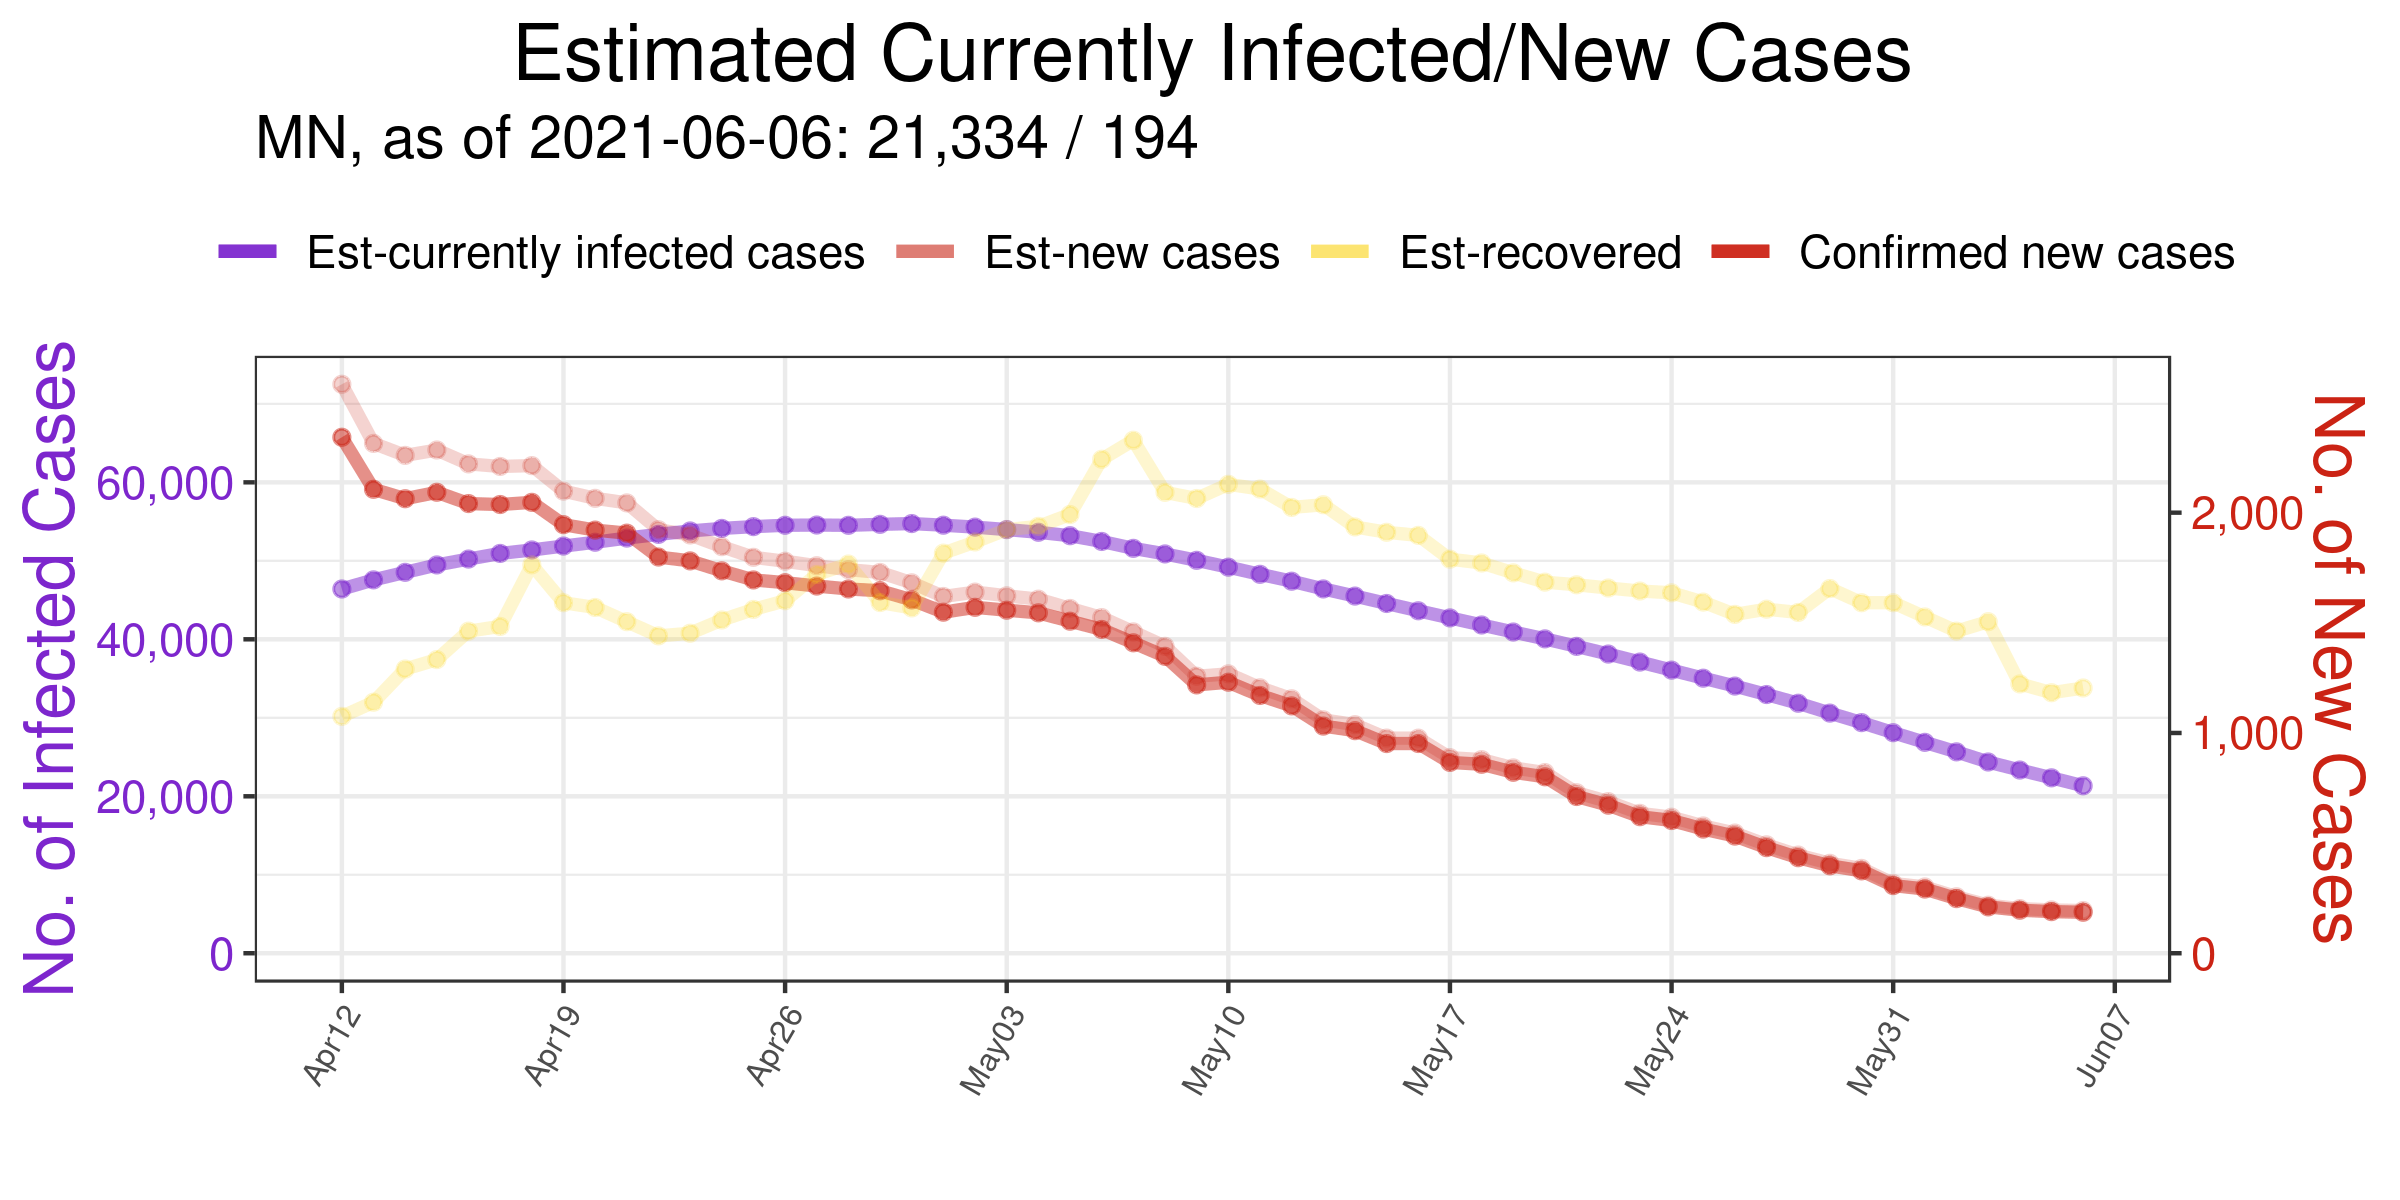 Estimated Currently Infected/New Cases
MN, as of 2021-06-06: 21,334 / 194
Est-currently infected cases Est-new cases Est-recovered Confirmed new cases
No. of Infected Cases
60,000
40,000
20,000
0
2,000
1,000
0
No. of New Cases
Apr12 Apr19 Apr26 May03 May10 May17 May24 May31 Jun07